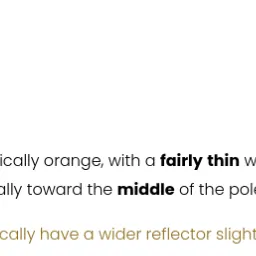 ically orange, with a fairly thin w
ally toward the middle of the pole
cally have a wider reflector slight